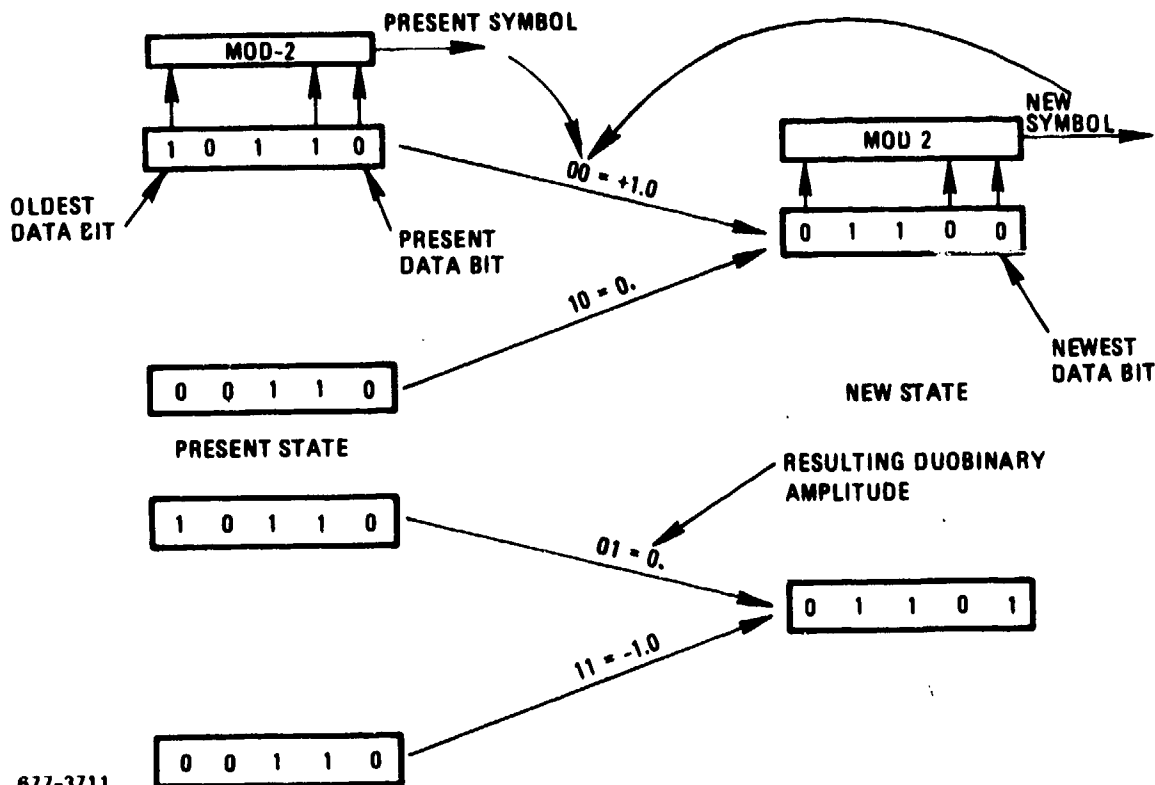 PRESENT SYMBOL
MOD-2
1 0 1 1 0
OLDEST
DATA BIT
PRESENT
DATA BIT
00 = +1.0
NEW
SYMBOL
MOD 2
0 1 1 0 0
10 = 0.
NEWEST
DATA BIT
0 0 1 1 0
NEW STATE
PRESENT STATE
RESULTING DUOBINARY
AMPLITUDE
1 0 1 1 0
01 = 0.
0 1 1 0 1
11 = -1.0
0 0 1 1 0
677-3711